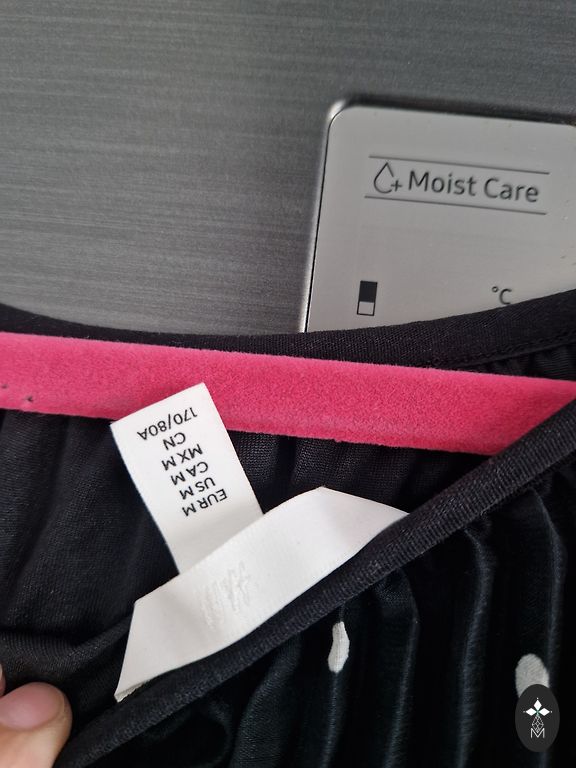 Moist Care
°C
EUR M
US M
CA M
MX M
CN
170/80A